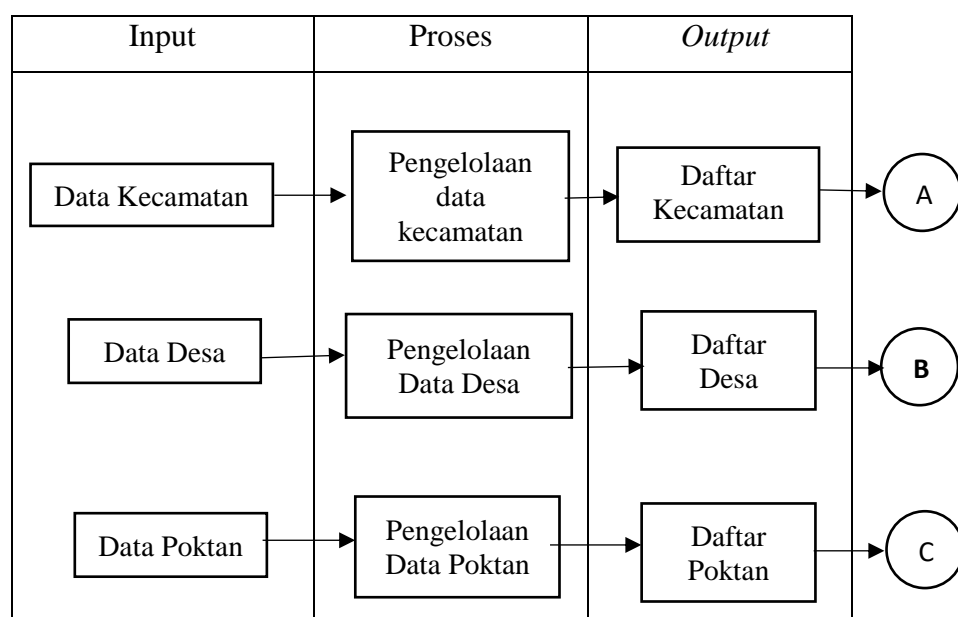 Input
Proses
Output
Data Kecamatan
Pengelolaan
data
kecamatan
Daftar
Kecamatan
A
Data Desa
Pengelolaan
Data Desa
Daftar
Desa
B
Data Poktan
Pengelolaan
Data Poktan
Daftar
Poktan
C